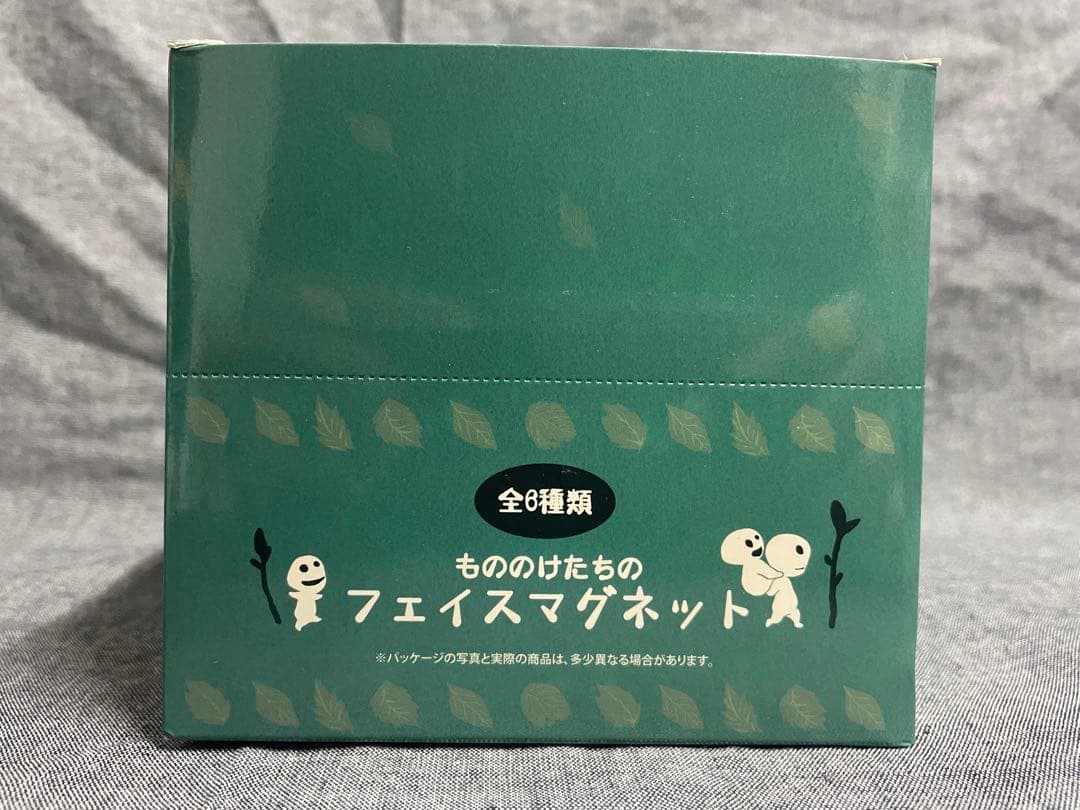 全6種類
もののけたちの
フェイスマグネット
※パッケージの写真と実際の商品は、多少異なる場合があります。